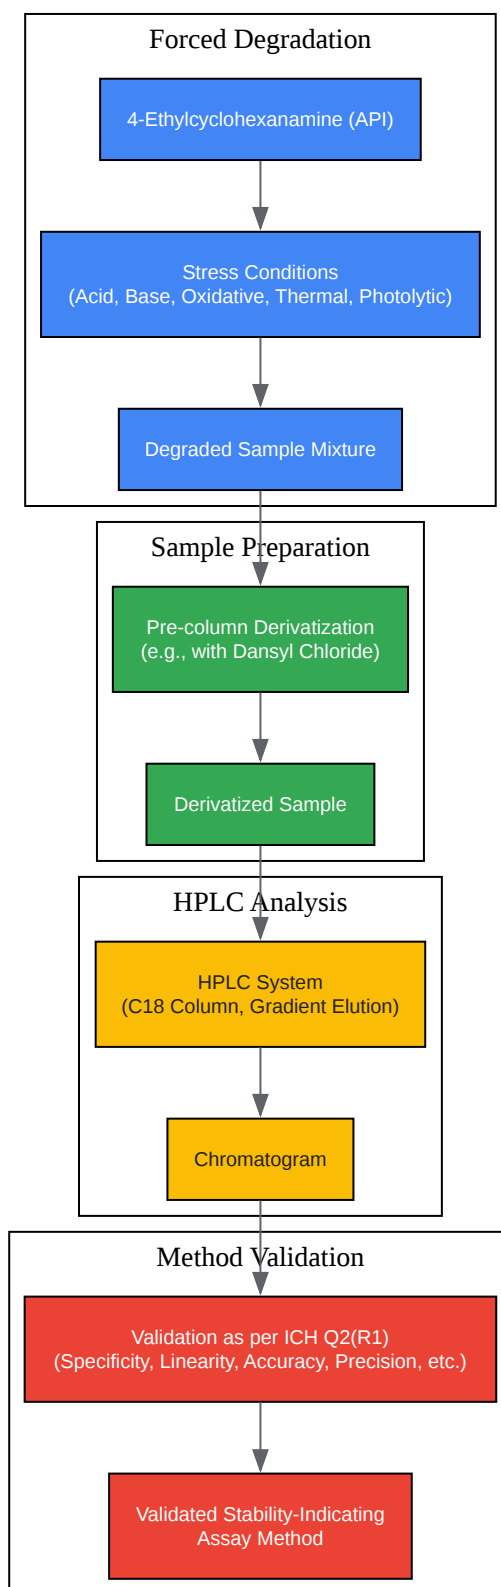 Forced Degradation
4-Ethylcyclohexanamine (API)
Stress Conditions
(Acid, Base, Oxidative, Thermal, Photolytic)
Degraded Sample Mixture
Sample Preparation
Pre-column Derivatization
(e.g., with Dansyl Chloride)
Derivatized Sample
HPLC Analysis
HPLC System
(C18 Column, Gradient Elution)
Chromatogram
Method Validation
Validation as per ICH Q2(R1)
(Specificity, Linearity, Accuracy, Precision, etc.)
Validated Stability-Indicating
Assay Method